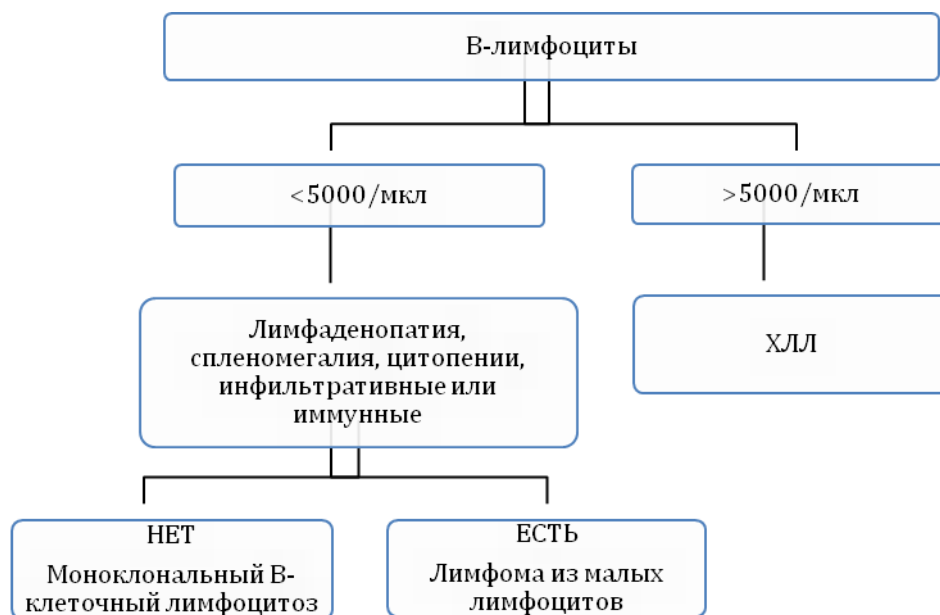 В-лимфоциты
<5000/мкл
>5000/мкл
Лимфаденопатия,
спленомегалия, цитопении,
инфильтративные или
иммунные
ХЛЛ
НЕТ
Моноклональный В-
клеточный лимфоцитоз
ЕСТЬ
Лимфома из малых
лимфоцитов